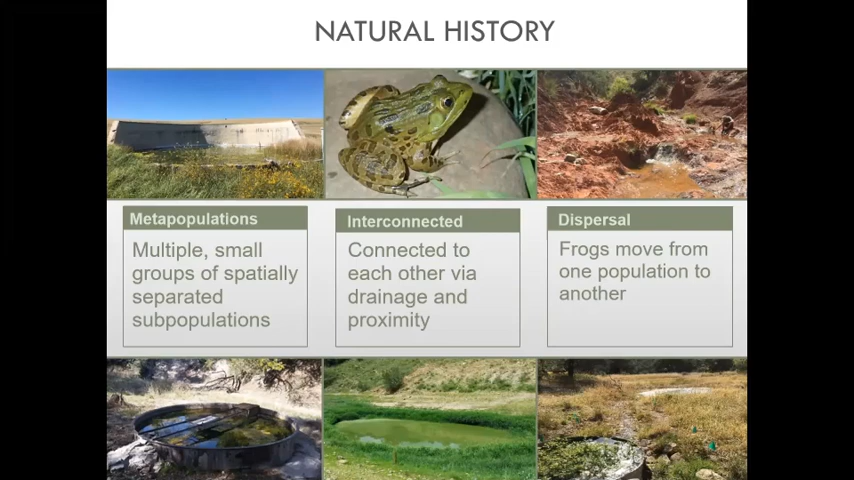 NATURAL HISTORY
Metapopulations
Multiple, small
groups of spatially
separated
subpopulations
Interconnected
Connected to
each other via
drainage and
proximity
Dispersal
Frogs move from
one population to
another